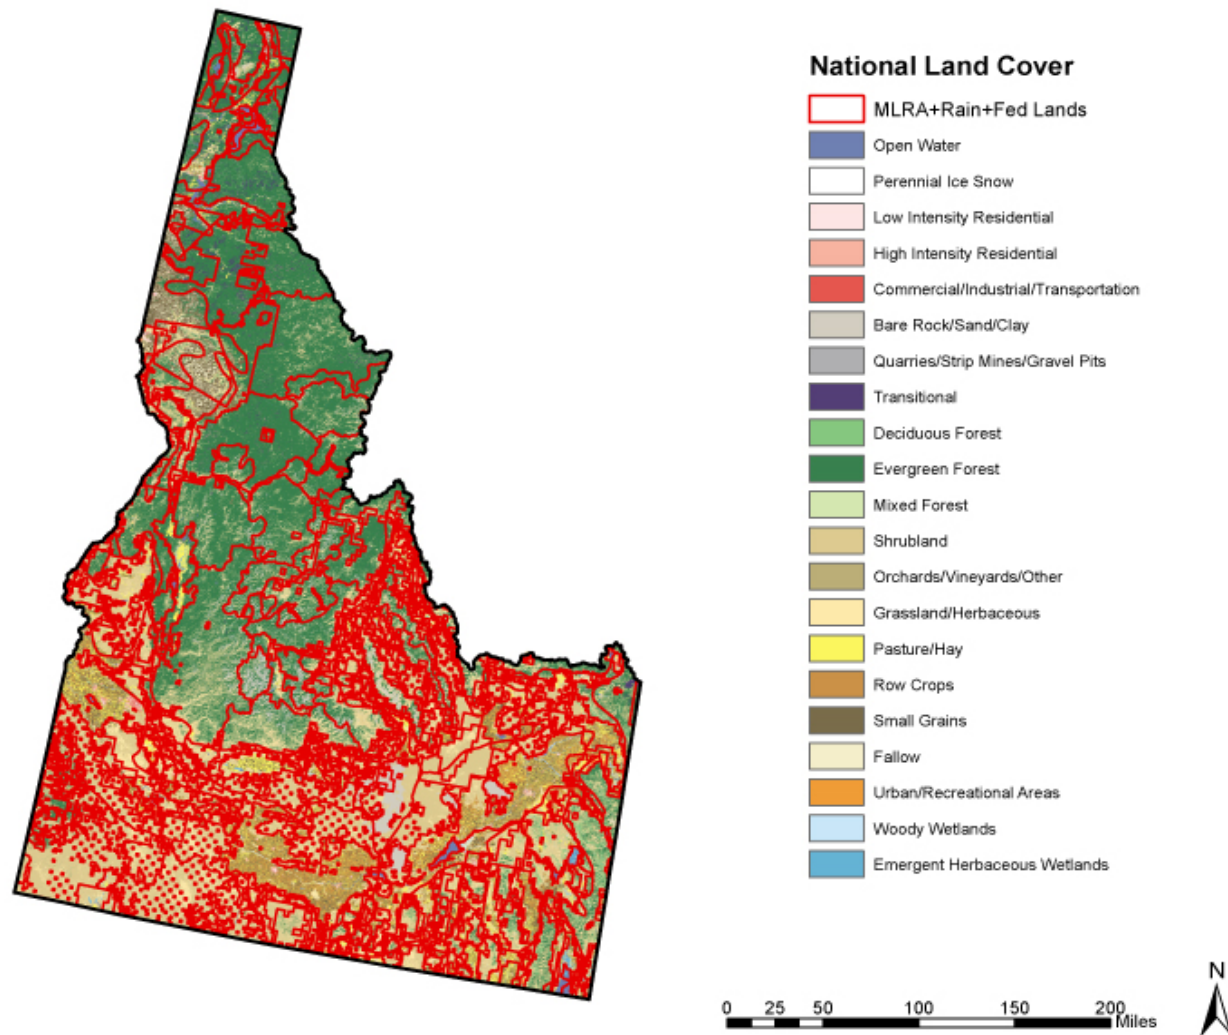 National Land Cover
MLRA+Rain+Fed Lands
Open Water
Perennial Ice Snow
Low Intensity Residential
High Intensity Residential
Commercial/Industrial/Transportation
Bare Rock/Sand/Clay
Quarries/Strip Mines/Gravel Pits
Transitional
Deciduous Forest
Evergreen Forest
Mixed Forest
Shrubland
Orchards/Vineyards/Other
Grassland/Herbaceous
Pasture/Hay
Row Crops
Small Grains
Fallow
Urban/Recreational Areas
Woody Wetlands
Emergent Herbaceous Wetlands
N
0 25 50 100 150 200
Miles